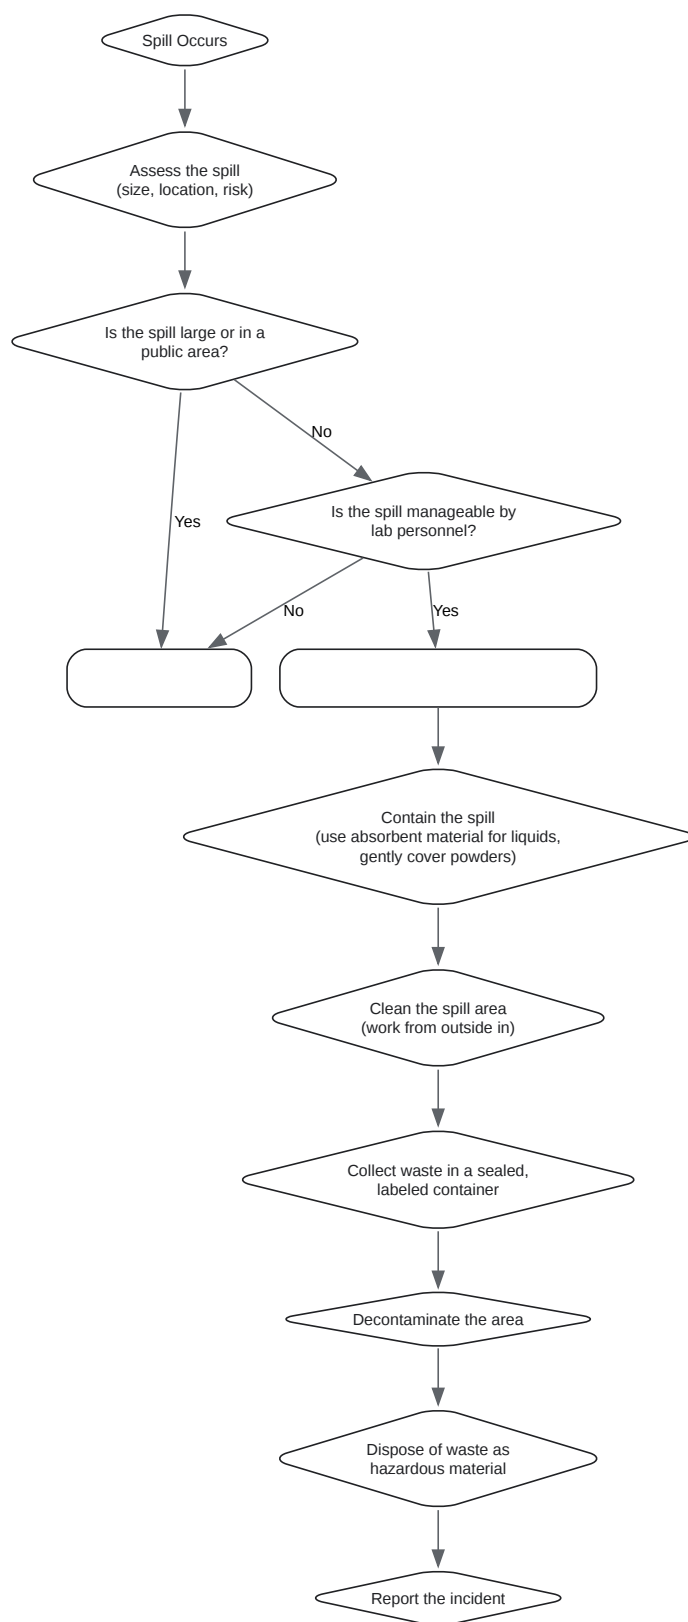 Spill Occurs
Assess the spill
(size, location, risk)
Is the spill large or in a
public area?
No
Yes
Is the spill manageable by
lab personnel?
No
Yes
Contain the spill
(use absorbent material for liquids,
gently cover powders)
Clean the spill area
(work from outside in)
Collect waste in a sealed,
labeled container
Decontaminate the area
Dispose of waste as
hazardous material
Report the incident